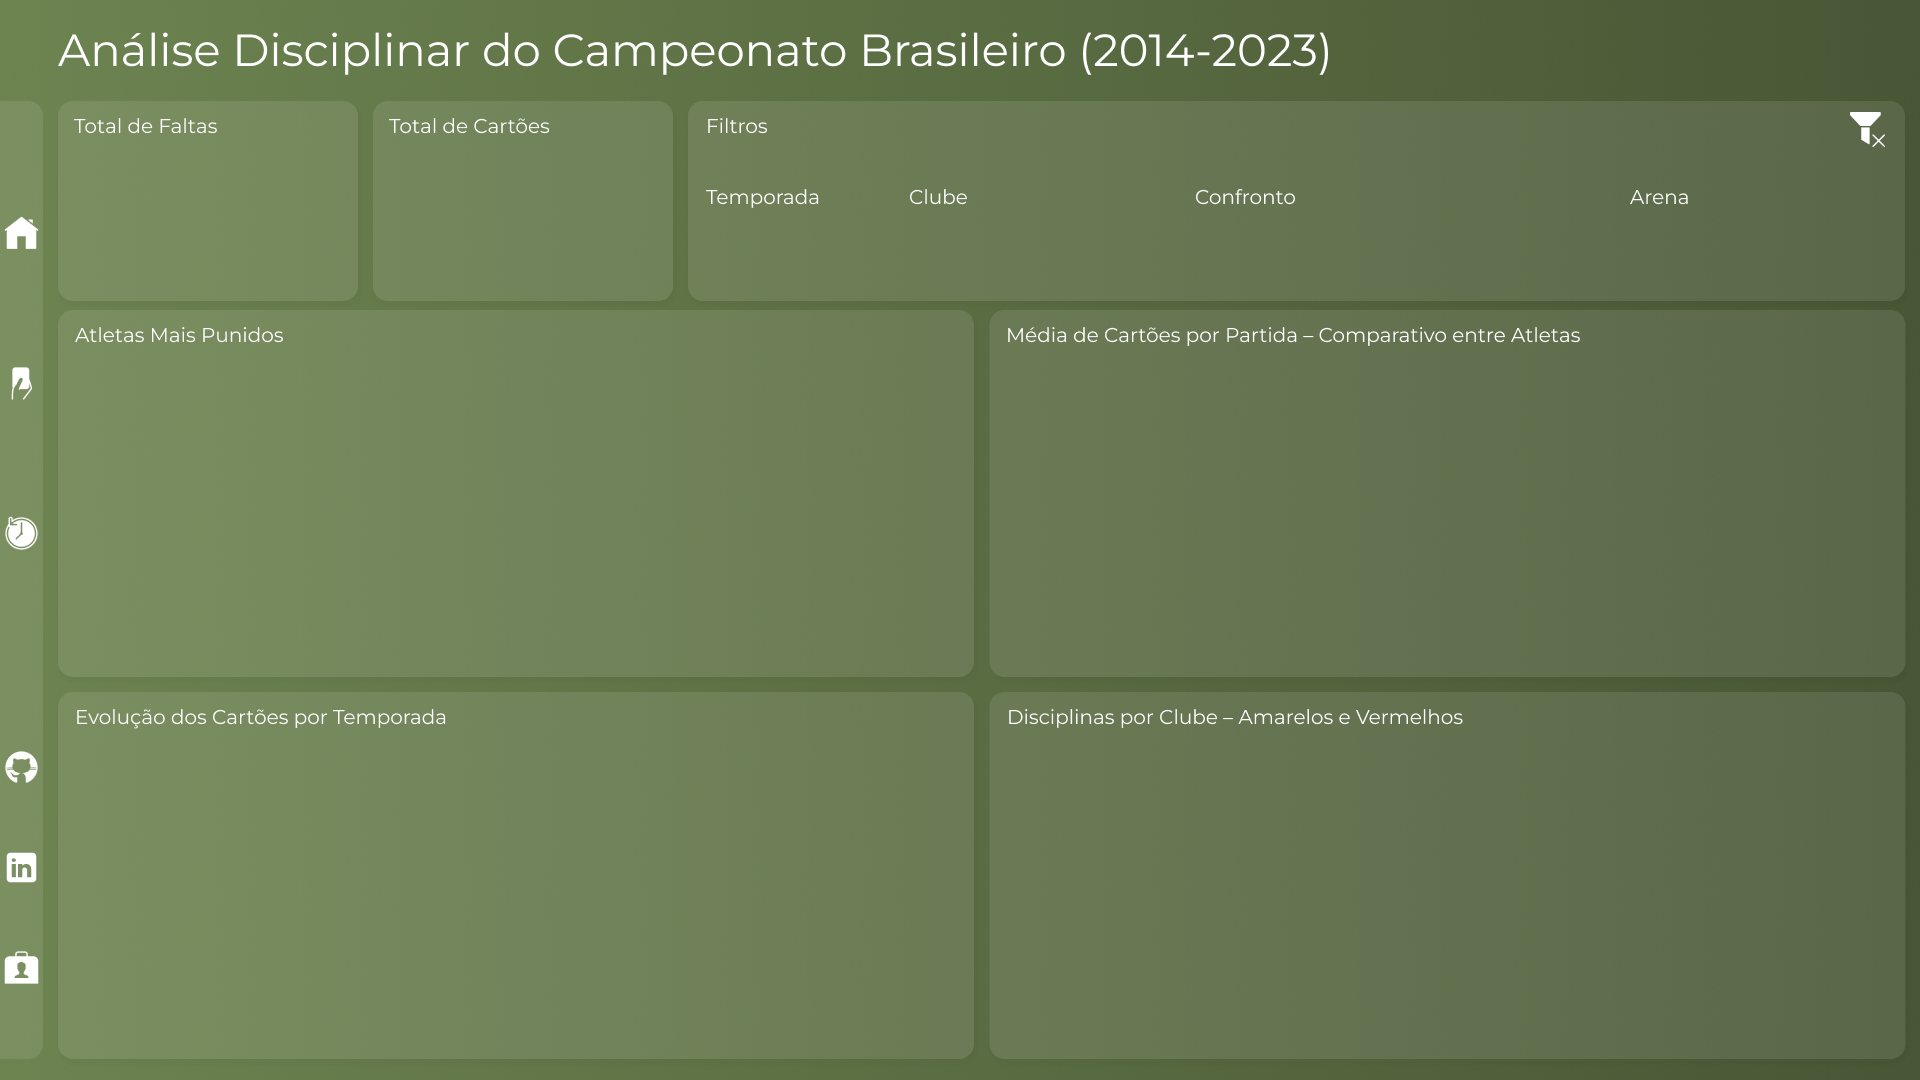 Análise Disciplinar do Campeonato Brasileiro (2014-2023)
Total de Faltas
Total de Cartões
Filtros
Temporada
Clube
Confronto
Arena
Atletas Mais Punidos
Média de Cartões por Partida – Comparativo entre Atletas
Evolução dos Cartões por Temporada
Disciplinas por Clube – Amarelos e Vermelhos
in